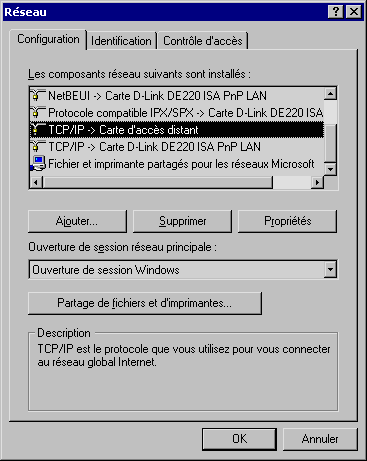 Réseau
Configuration Identification Contrôle d'accès
Les composants réseau suivants sont installés :
NetBEUI -> Carte D-Link DE220 ISA PnP LAN
Protocole compatible IPX/SPX -> Carte D-Link DE220 ISA
TCP/IP -> Carte d'accès distant
TCP/IP -> Carte D-Link DE220 ISA PnP LAN
Fichier et imprimante partagés pour les réseaux Microsoft
Ajouter... Supprimer Propriétés
Ouverture de session réseau principale :
Ouverture de session Windows
Partage de fichiers et d'imprimantes...
Description
TCP/IP est le protocole que vous utilisez pour vous connecter
au réseau global Internet.
OK Annuler